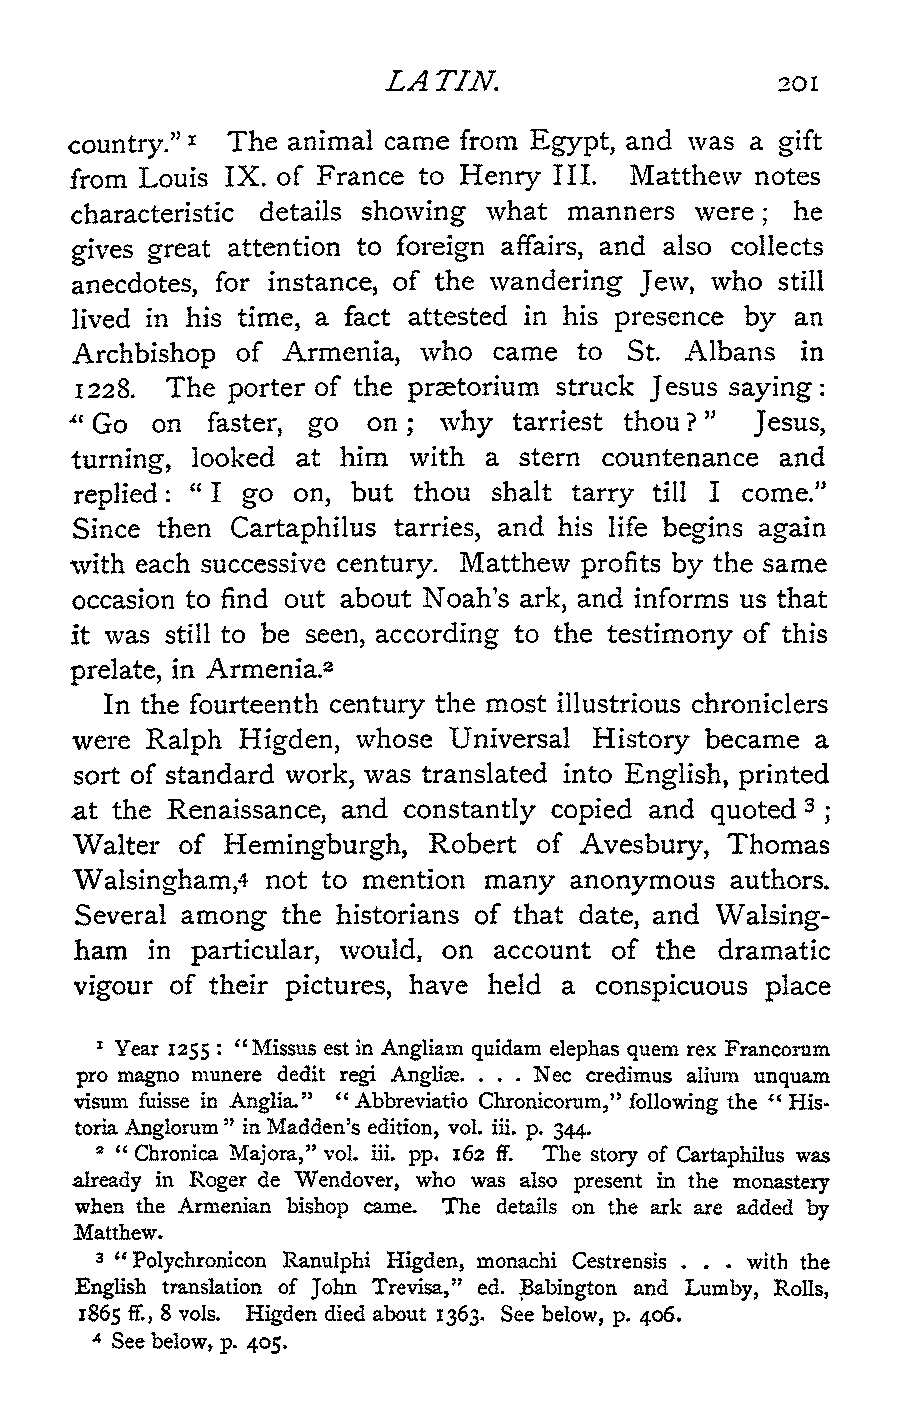 LATIN. 201
country." ¹ The animal came from Egypt, and was a gift
from Louis IX. of France to Henry III. Matthew notes
characteristic details showing what manners were ; he
gives great attention to foreign affairs, and also collects
anecdotes, for instance, of the wandering Jew, who still
lived in his time, a fact attested in his presence by an
Archbishop of Armenia, who came to St. Albans in
1228. The porter of the prætorium struck Jesus saying :
" Go on faster, go on ; why tarriest thou ? " Jesus,
turning, looked at him with a stern countenance and
replied : " I go on, but thou shalt tarry till I come."
Since then Cartaphilus tarries, and his life begins again
with each successive century. Matthew profits by the same
occasion to find out about Noah's ark, and informs us that
it was still to be seen, according to the testimony of this
prelate, in Armenia.²
In the fourteenth century the most illustrious chroniclers
were Ralph Higden, whose Universal History became a
sort of standard work, was translated into English, printed
at the Renaissance, and constantly copied and quoted ³ ;
Walter of Hemingburgh, Robert of Avesbury, Thomas
Walsingham,⁴ not to mention many anonymous authors.
Several among the historians of that date, and Walsing-
ham in particular, would, on account of the dramatic
vigour of their pictures, have held a conspicuous place
¹ Year 1255 : "Missus est in Angliam quidam elephas quem rex Francorum
pro magno munere dedit regi Angliæ. . . . Nec credimus alium unquam
visum fuisse in Anglia." "Abbreviatio Chronicorum," following the "His-
toria Anglorum" in Madden's edition, vol. iii. p. 344.
² "Chronica Majora," vol. iii. pp. 162 ff. The story of Cartaphilus was
already in Roger de Wendover, who was also present in the monastery
when the Armenian bishop came. The details on the ark are added by
Matthew.
³ "Polychronicon Ranulphi Higden, monachi Cestrensis . . . with the
English translation of John Trevisa," ed. Babington and Lumby, Rolls,
1865 ff., 8 vols. Higden died about 1363. See below, p. 406.
⁴ See below, p. 405.